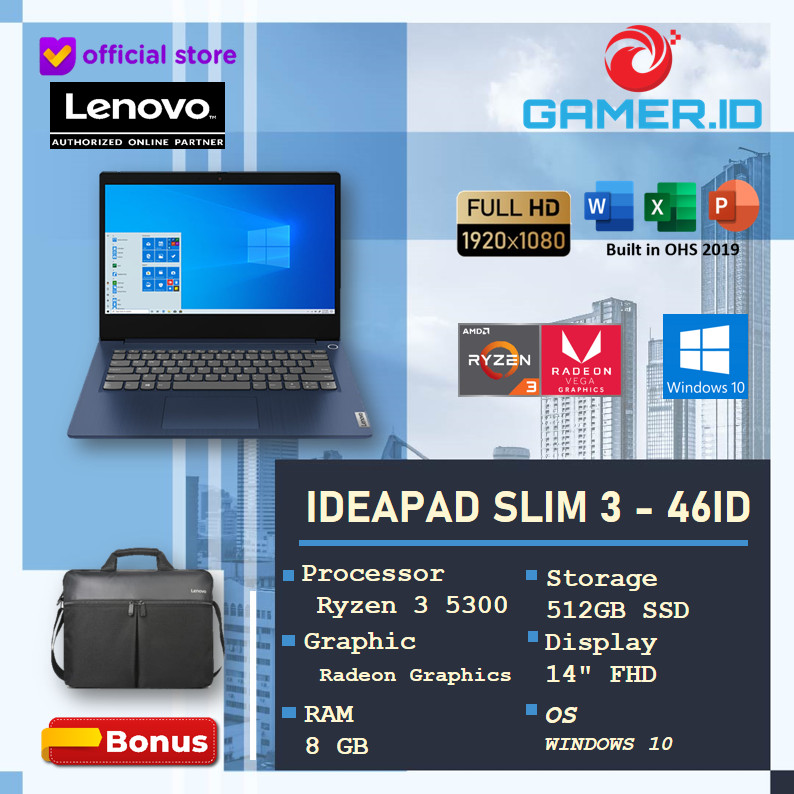 official store
Lenovo™
AUTHORIZED ONLINE PARTNER
GAMER.ID
FULL HD
1920x1080
W
X
P
Built in OHS 2019
AMD
RYZEN
3
RADEON
VEGA
GRAPHICS
Windows 10
Lenovo
IDEAPAD SLIM 3 - 46ID
Processor
Ryzen 3 5300
Graphic
Radeon Graphics
RAM
8 GB
Storage
512GB SSD
Display
14" FHD
OS
WINDOWS 10
Lenovo
Bonus